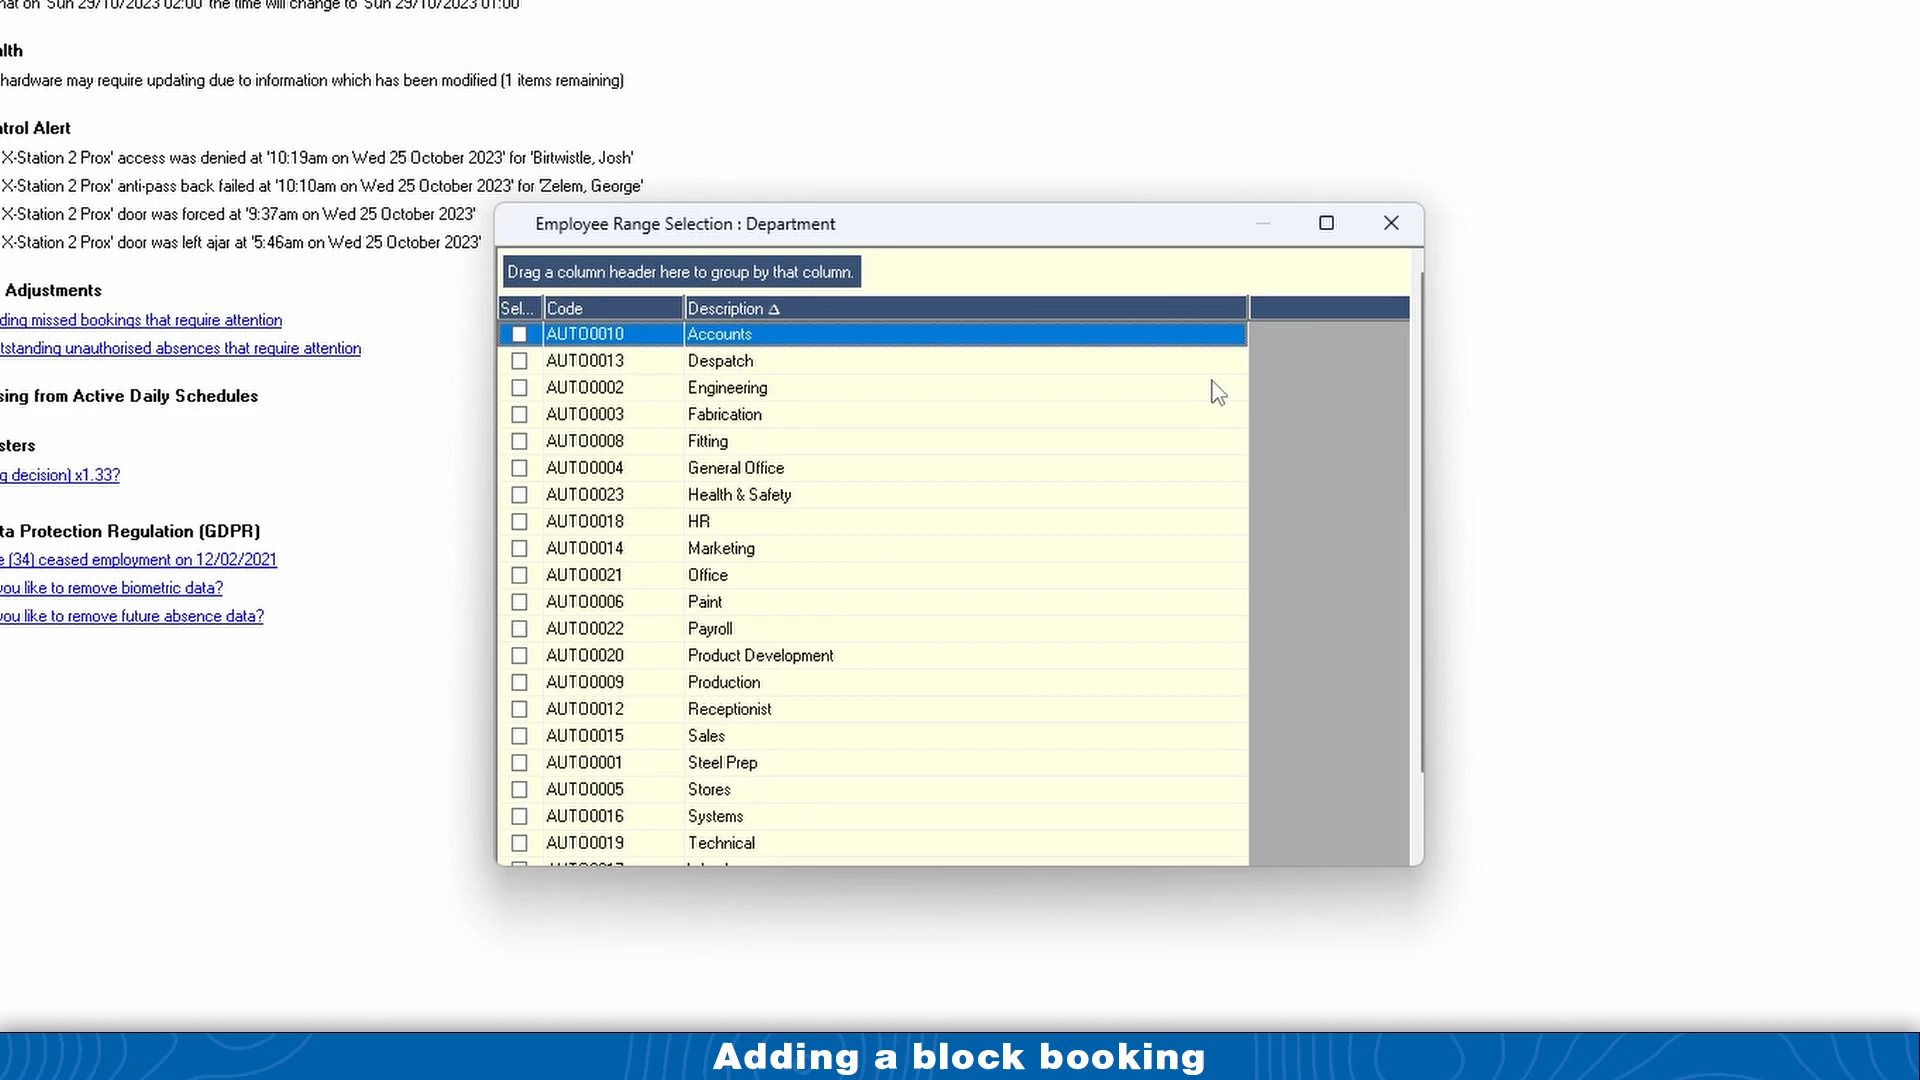 hat on 'Sun 29/10/2023 02:00' the time will change to 'Sun 29/10/2023 01:00'
alth
hardware may require updating due to information which has been modified (1 items remaining)
ntrol Alert
X-Station 2 Prox' access was denied at '10:19am on Wed 25 October 2023' for 'Birtwistle, Josh'
X-Station 2 Prox' anti-pass back failed at '10:10am on Wed 25 October 2023' for 'Zelem, George'
X-Station 2 Prox' door was forced at '9:37am on Wed 25 October 2023'
X-Station 2 Prox' door was left ajar at '5:46am on Wed 25 October 2023'
Adjustments
ding missed bookings that require attention
tstanding unauthorised absences that require attention
sing from Active Daily Schedules
sters
g decision) x1.33?
ta Protection Regulation (GDPR)
e (34) ceased employment on 12/02/2021
you like to remove biometric data?
you like to remove future absence data?
Employee Range Selection : Department
Drag a column header here to group by that column.
Sel... Code Description
AUTO0010 Accounts
AUTO0013 Despatch
AUTO0002 Engineering
AUTO0003 Fabrication
AUTO0008 Fitting
AUTO0004 General Office
AUTO0023 Health & Safety
AUTO0018 HR
AUTO0014 Marketing
AUTO0021 Office
AUTO0006 Paint
AUTO0022 Payroll
AUTO0020 Product Development
AUTO0009 Production
AUTO0012 Receptionist
AUTO0015 Sales
AUTO0001 Steel Prep
AUTO0005 Stores
AUTO0016 Systems
AUTO0019 Technical
Adding a block booking